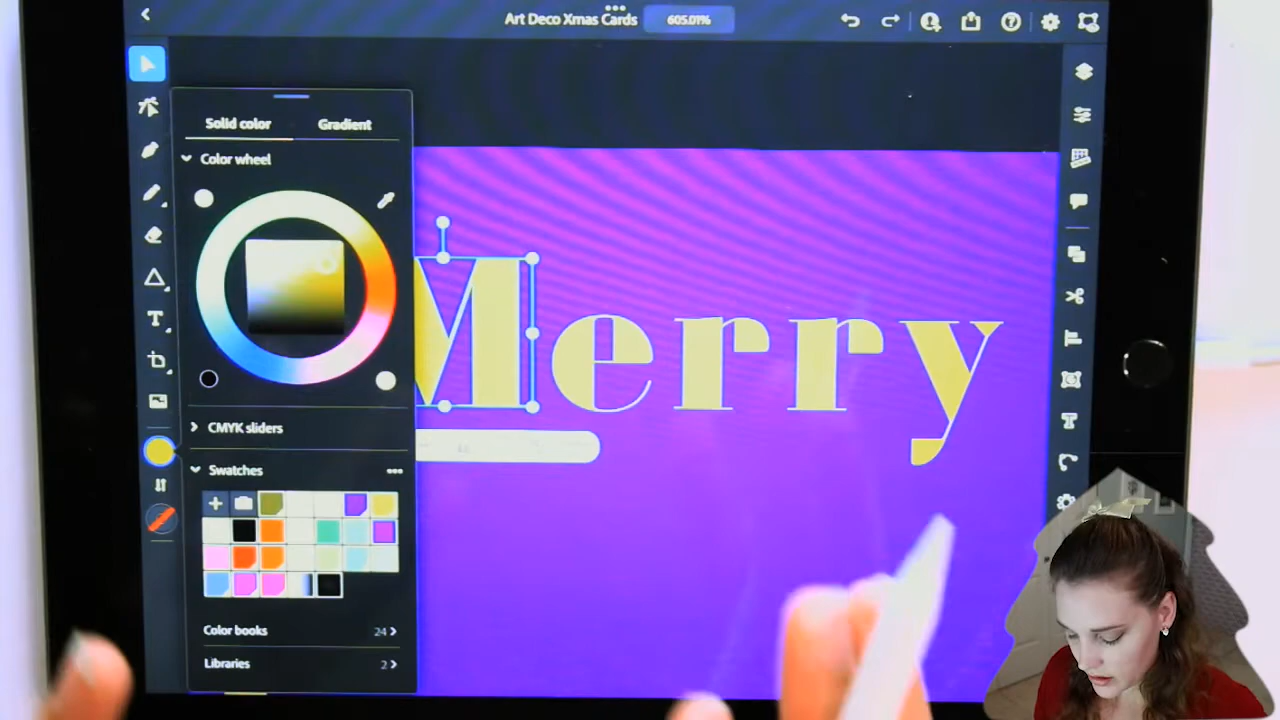 Art Deco Xmas Cards
605.01%
Solid color
Gradient
Color wheel
T
CMYK sliders
Swatches
Color books
24
Libraries
2
Merry
T